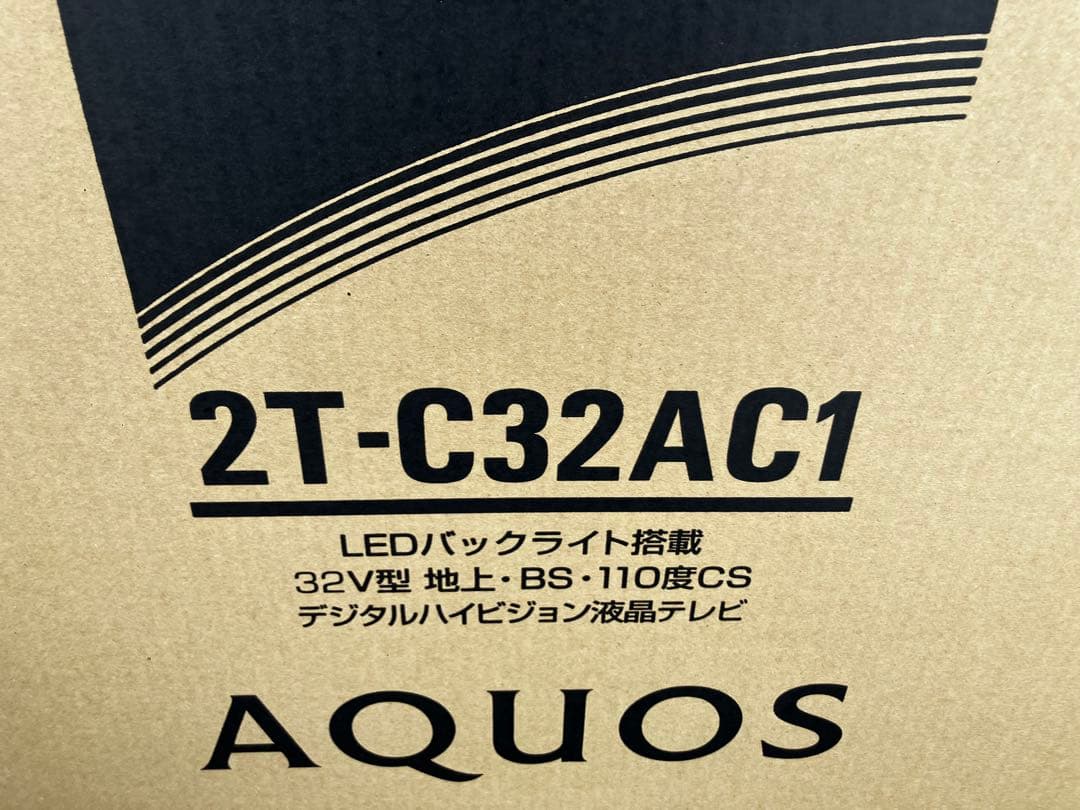 2T-C32AC1
LEDバックライト搭載
32V型 地上・BS・110度CS
デジタルハイビジョン液晶テレビ
AQUOS